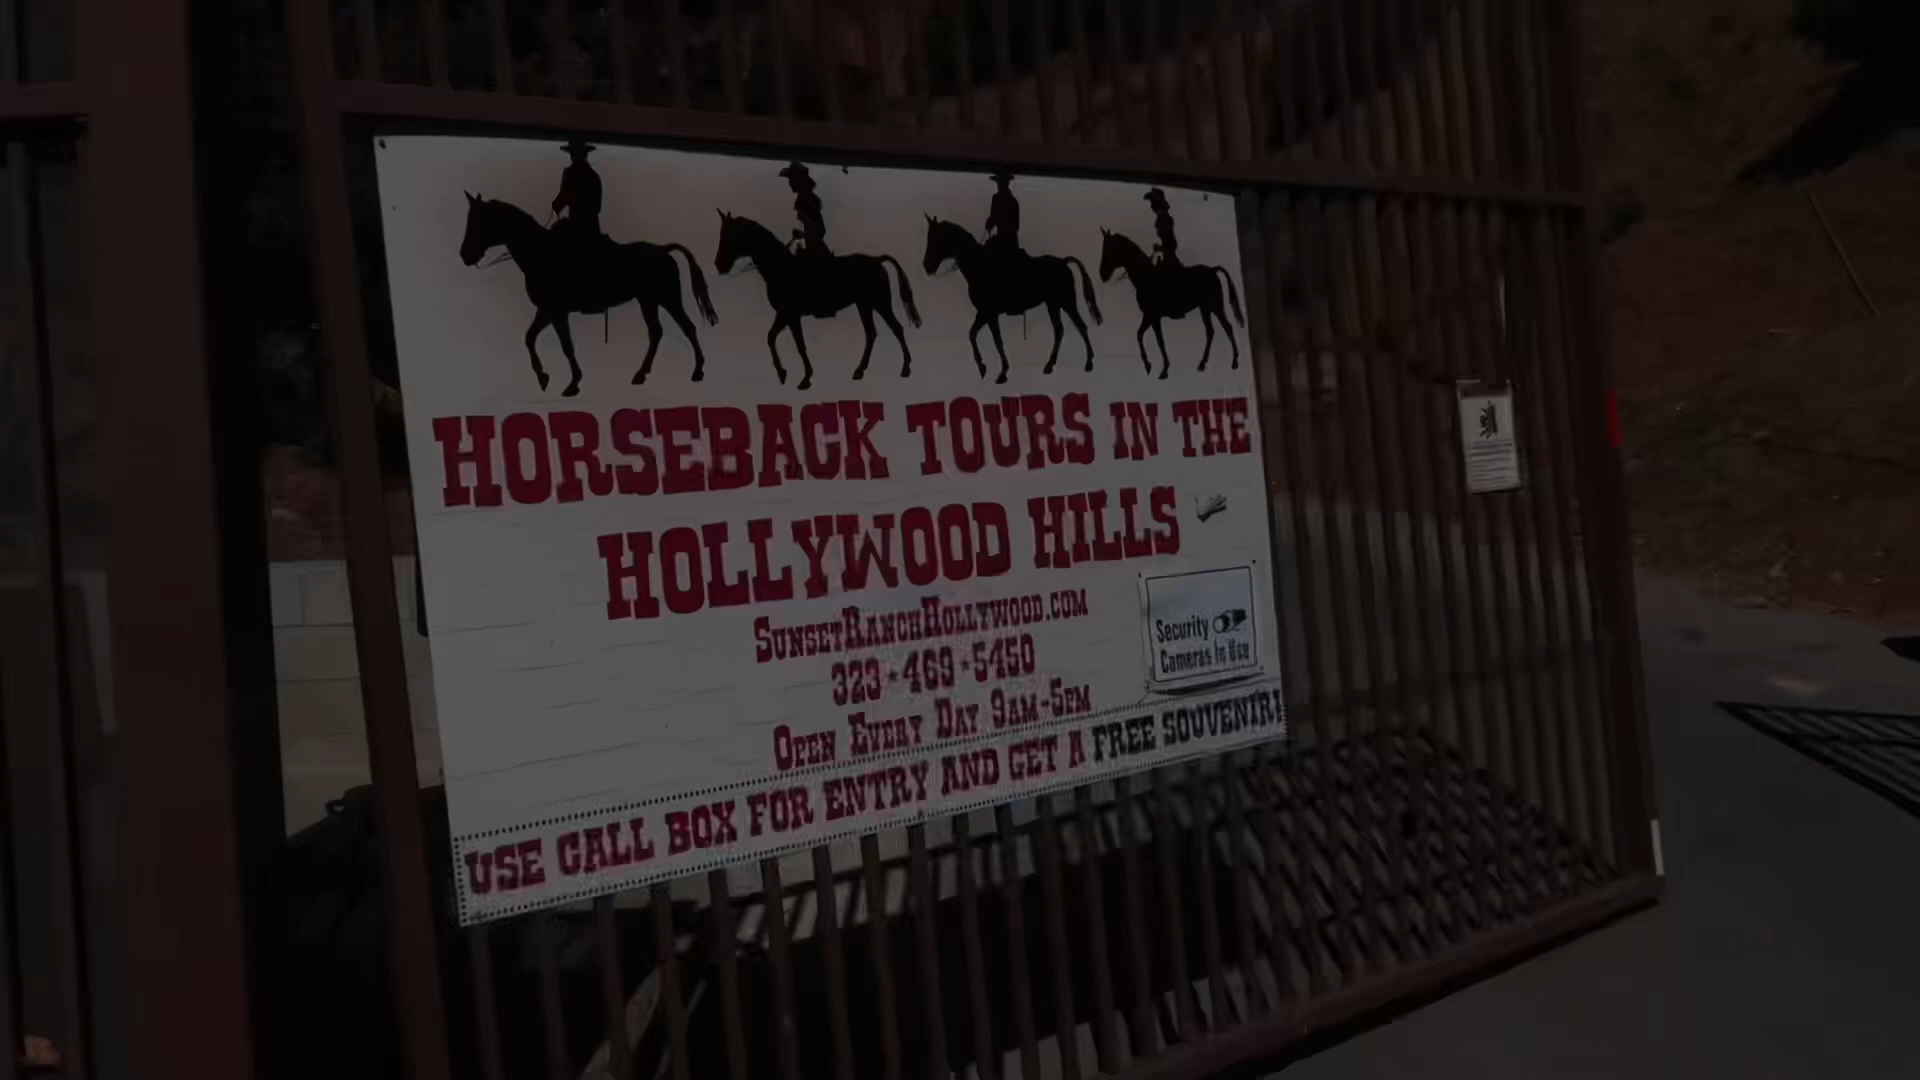 HORSEBACK TOURS IN THE
HOLLYWOOD HILLS
SUNSETRANCHHOLLYWOOD.COM
323-469-5450
OPEN EVERY DAY 9AM-5PM
USE CALL BOX FOR ENTRY AND GET A FREE SOUVENIR!
Security
Cameras In Use